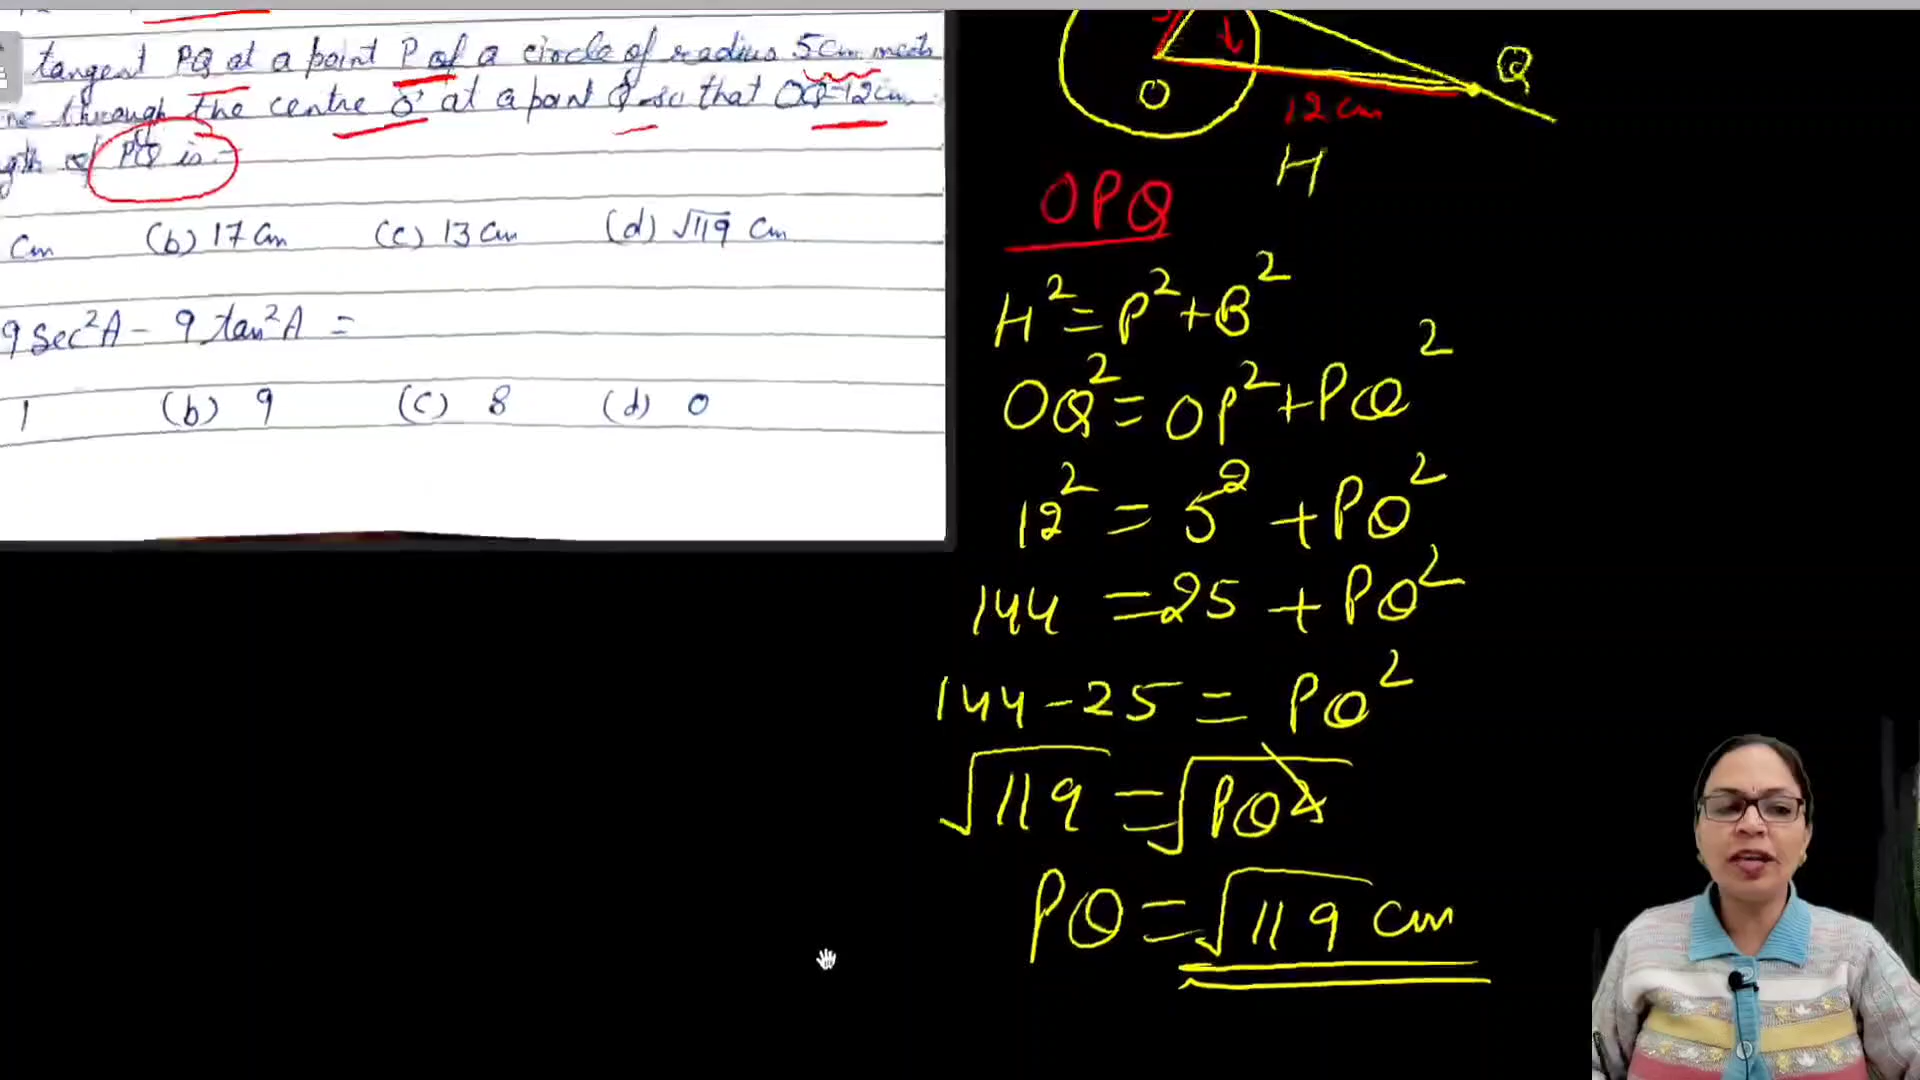 tangent PQ at a point P of a circle of radius 5cm meets
through the centre O at a point Q so that OQ=12cm
of PQ is -
Cm (b) 17 Cm (c) 13 Cm (d) √119 Cm
9 sec²A - 9 tan²A =
1 (b) 9 (c) 8 (d) 0
Q
O
12 cm
H
OPQ
H² = P² + B²
OQ² = OP² + PQ²
12² = 5² + PQ²
144 = 25 + PQ²
144 - 25 = PQ²
√119 = √PQ²
PQ = √119 cm